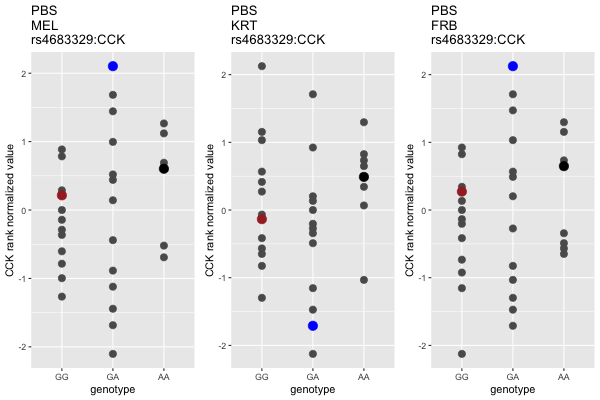 PBS
MEL
rs4683329:CCK
CCK rank normalized value
2
1
0
-1
-2
GG
GA
AA
genotype
PBS
KRT
rs4683329:CCK
CCK rank normalized value
2
1
0
-1
-2
GG
GA
AA
genotype
PBS
FRB
rs4683329:CCK
CCK rank normalized value
2
1
0
-1
-2
GG
GA
AA
genotype